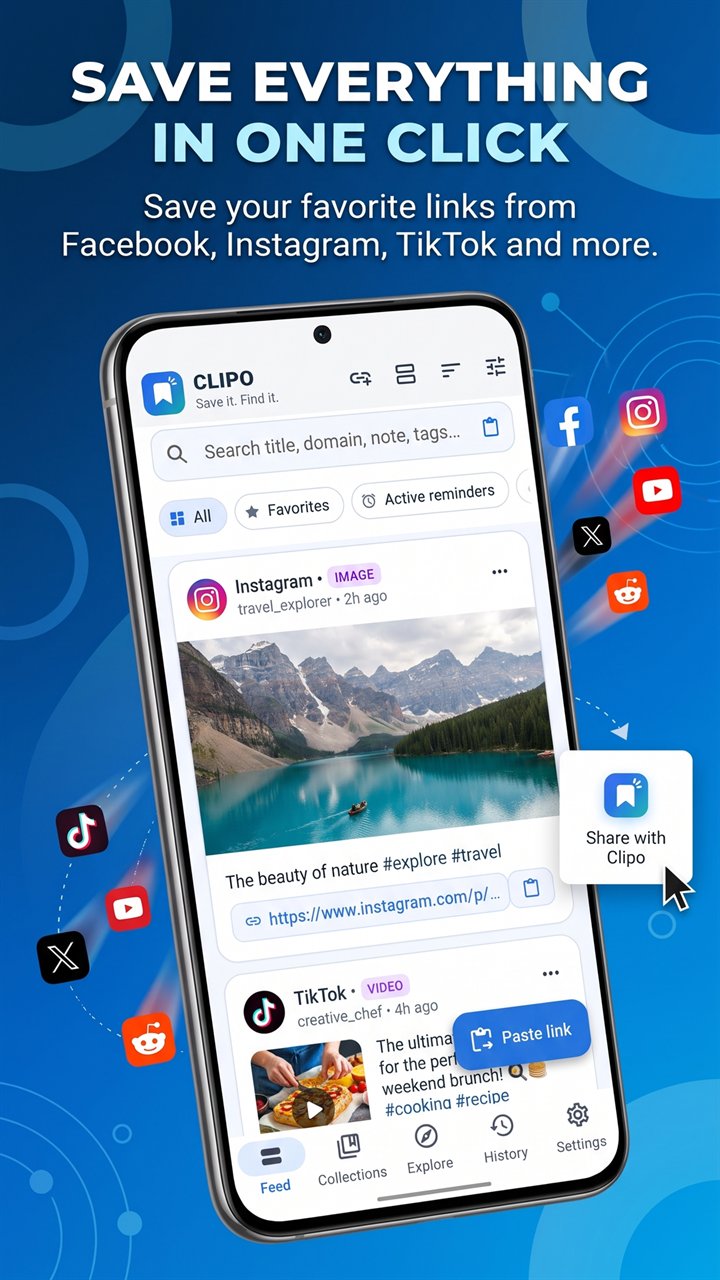 SAVE EVERYTHING
IN ONE CLICK
Save your favorite links from
Facebook, Instagram, TikTok and more.
CLIPO
Save it. Find it.
Search title, domain, note, tags...
All
Favorites
Active reminders
Instagram • IMAGE
travel_explorer • 2h ago
The beauty of nature #explore #travel
https://www.instagram.com/p/...
Share with
Clipo
TikTok • VIDEO
creative_chef • 4h ago
The ultima
for the perf
weekend brunch!
#cooking #recipe
Paste link
Feed
Collections
Explore
History
Settings